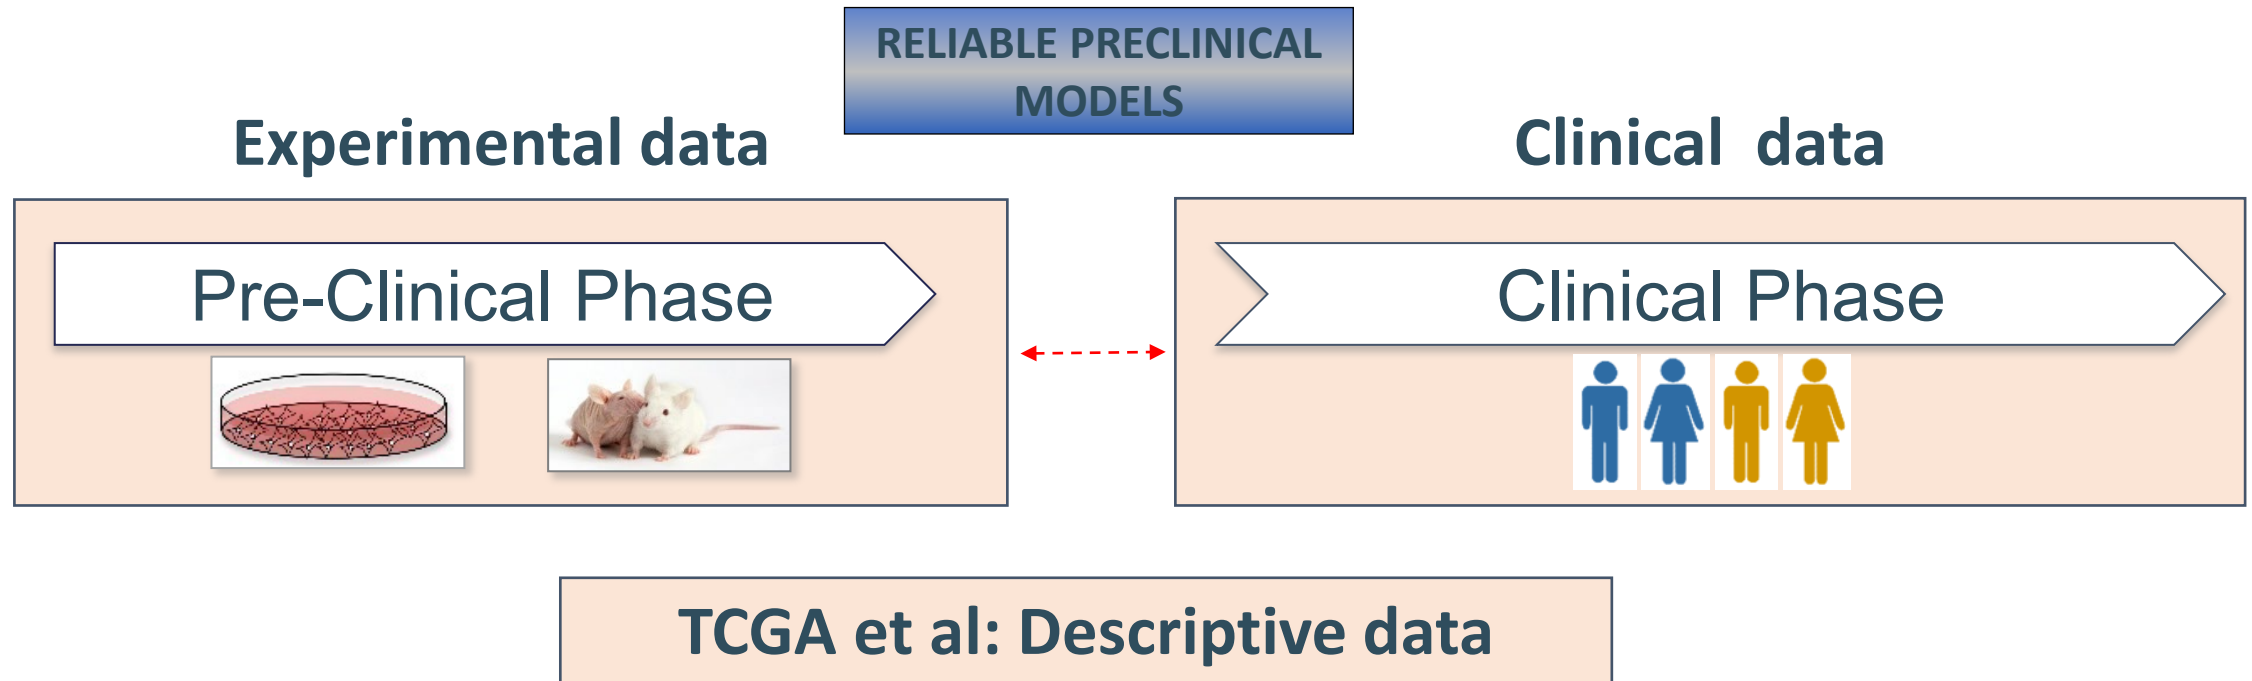 RELIABLE PRECLINICAL
MODELS
Experimental data
Clinical data
Pre-Clinical Phase
Clinical Phase
TCGA et al: Descriptive data